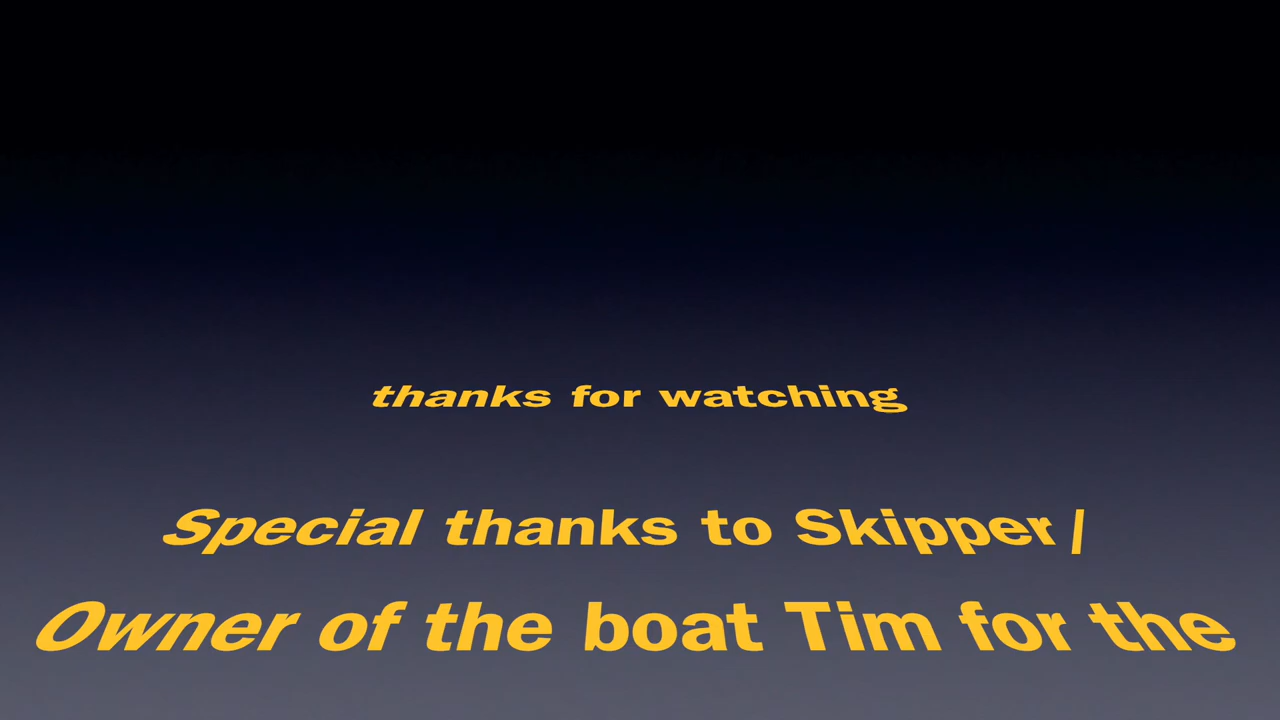 thanks for watching
Special thanks to Skipper /
Owner of the boat Tim for the